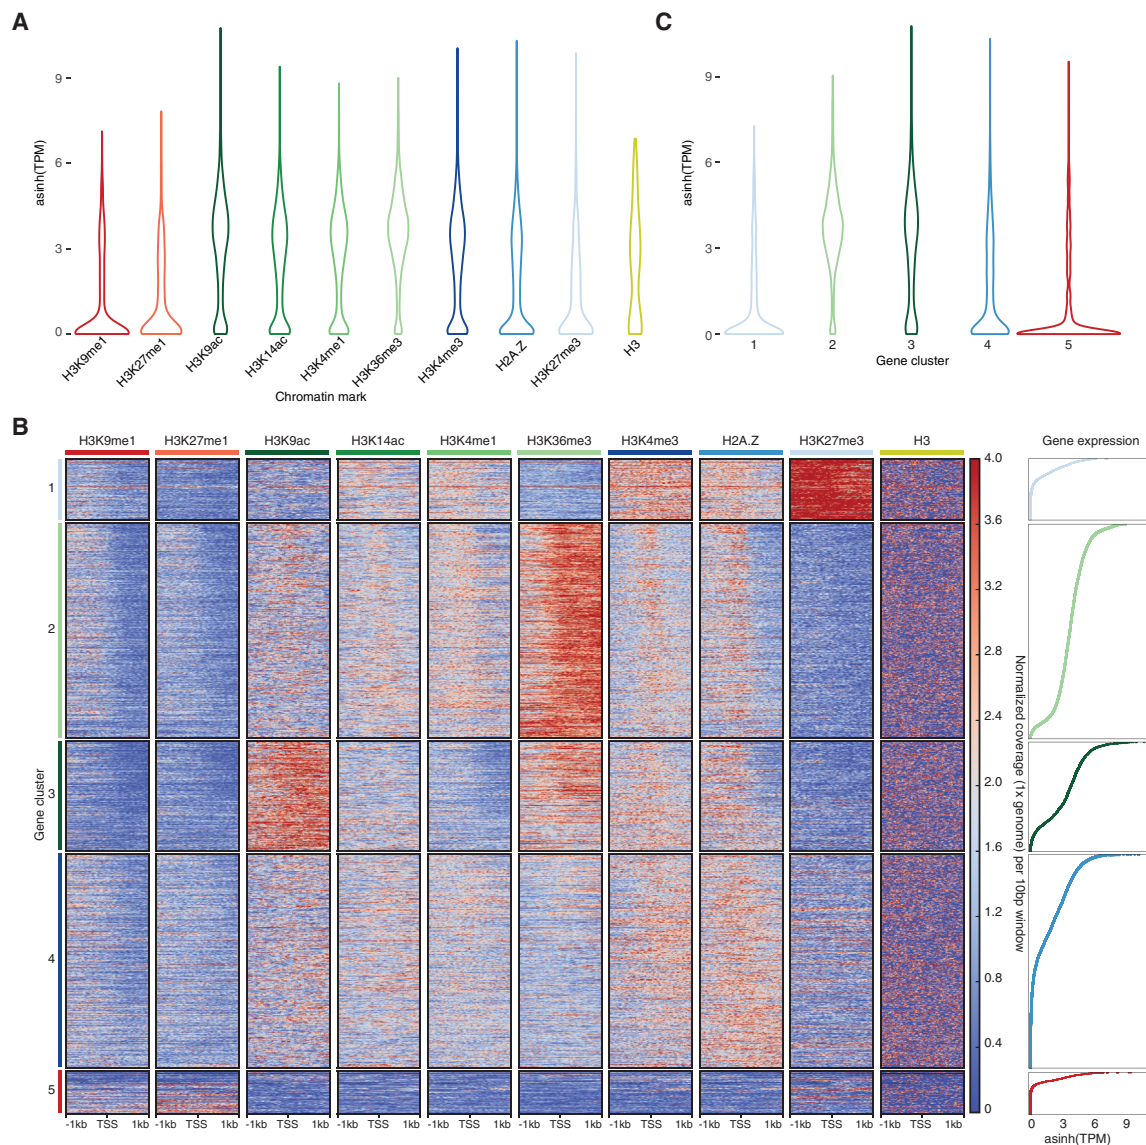 A
C
9
6
3
0
asinh(TPM)
H3K9me1
H3K27me1
H3K9ac
H3K14ac
H3K4me1
H3K36me3
H3K4me3
H2A.Z
H3K27me3
H3
Chromatin mark
9
6
3
0
asinh(TPM)
1
2
3
4
5
Gene cluster
B
H3K9me1 H3K27me1 H3K9ac H3K14ac H3K4me1 H3K36me3 H3K4me3 H2A.Z H3K27me3 H3 Gene expression
1
2
3
4
5
Gene cluster
4.0
3.6
3.2
2.8
2.4
2.0
1.6
1.2
0.8
0.4
0
Normalized coverage (1x genome) per 10bp window
-1kb TSS 1kb -1kb TSS 1kb -1kb TSS 1kb -1kb TSS 1kb -1kb TSS 1kb -1kb TSS 1kb -1kb TSS 1kb -1kb TSS 1kb -1kb TSS 1kb -1kb TSS 1kb
0 3 6 9
asinh(TPM)